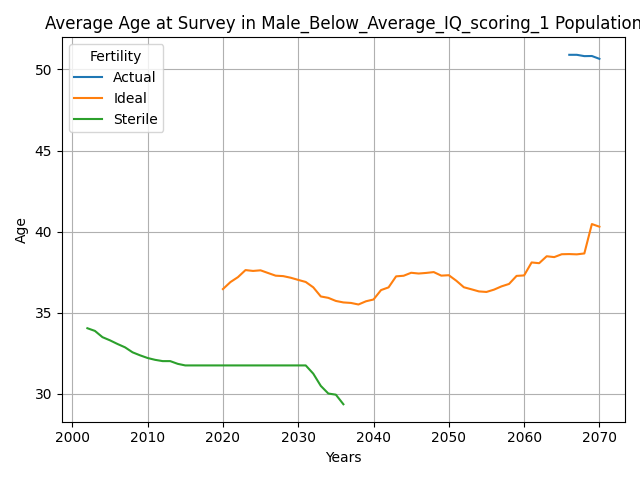 Average Age at Survey in Male_Below_Average_IQ_scoring_1 Population
Fertility
Actual
Ideal
Sterile
Age
50
45
40
35
30
2000
2010
2020
2030
2040
2050
2060
2070
Years